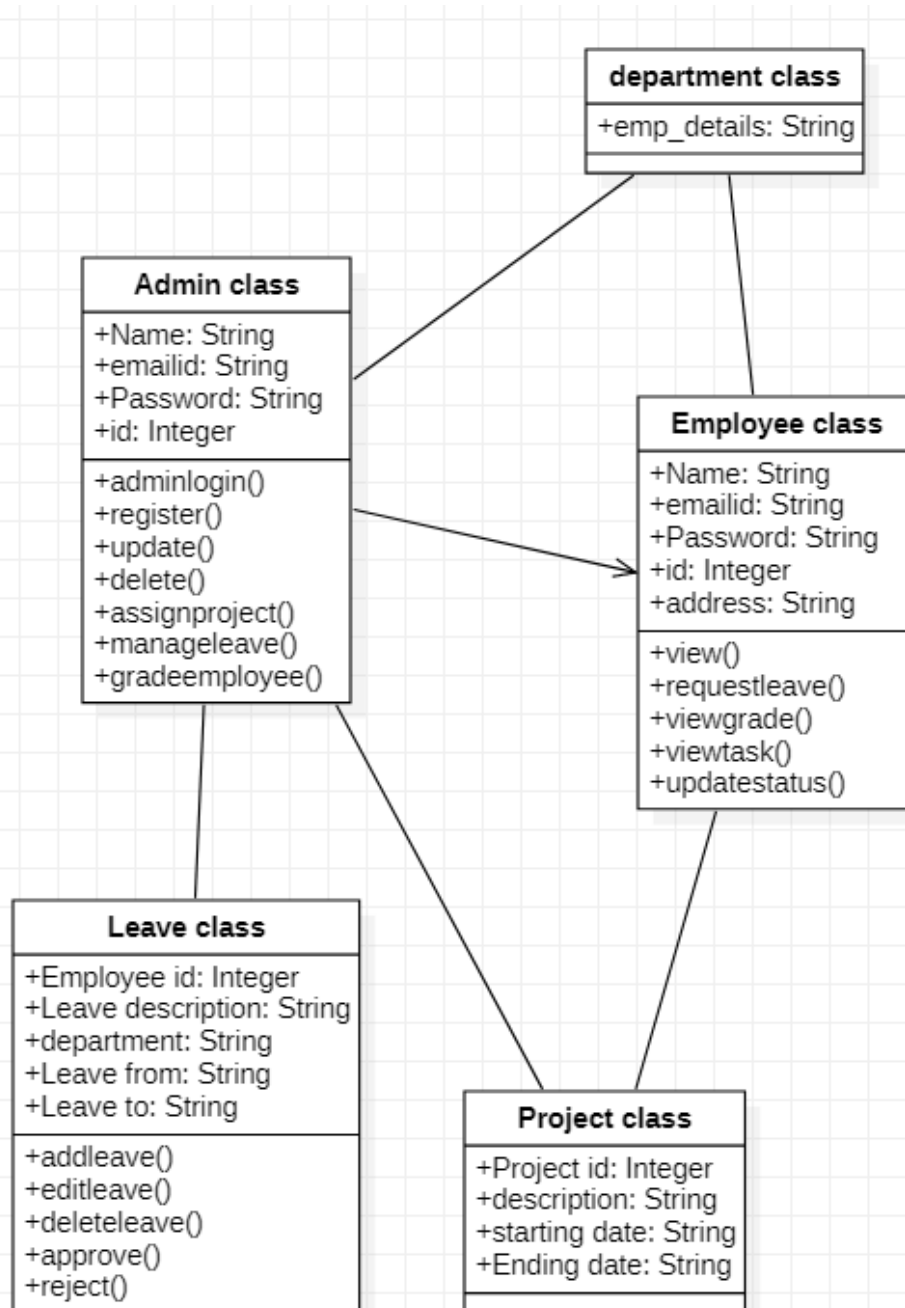 department class
+emp_details: String
Admin class
+Name: String
+emailid: String
+Password: String
+id: Integer
+adminlogin()
+register()
+update()
+delete()
+assignproject()
+manageleave()
+gradeemployee()
Employee class
+Name: String
+emailid: String
+Password: String
+id: Integer
+address: String
+view()
+requestleave()
+viewgrade()
+viewtask()
+updatestatus()
Leave class
+Employee id: Integer
+Leave description: String
+department: String
+Leave from: String
+Leave to: String
+addleave()
+editleave()
+deleteleave()
+approve()
+reject()
Project class
+Project id: Integer
+description: String
+starting date: String
+Ending date: String